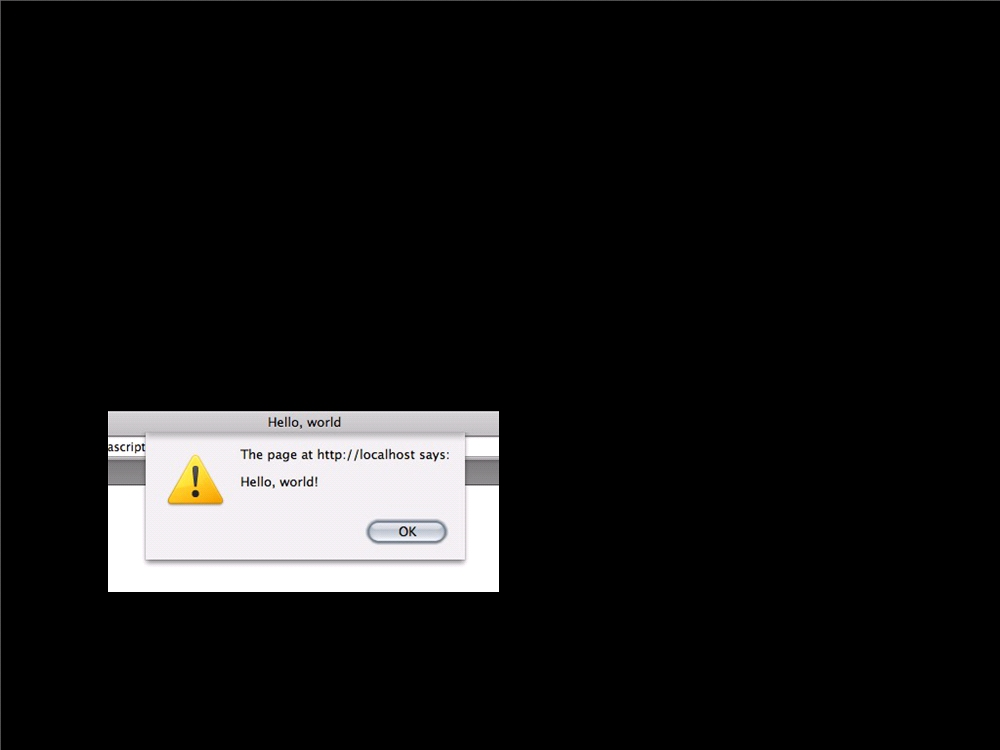 Hello, world
ascript
The page at http://localhost says:
Hello, world!
OK